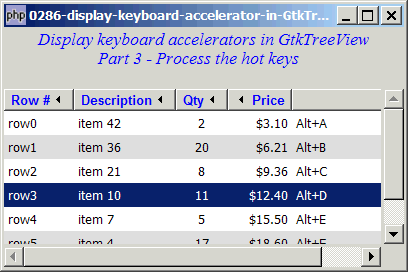 php 0286-display-keyboard-accelerator-in-GtkTr...
Display keyboard accelerators in GtkTreeView
Part 3 - Process the hot keys
Row # Description Qty Price
row0 item 42 2 $3.10 Alt+A
row1 item 36 20 $6.21 Alt+B
row2 item 21 8 $9.36 Alt+C
row3 item 10 11 $12.40 Alt+D
row4 item 7 5 $15.50 Alt+E
row5 item 4 17 $18.60 Alt+F